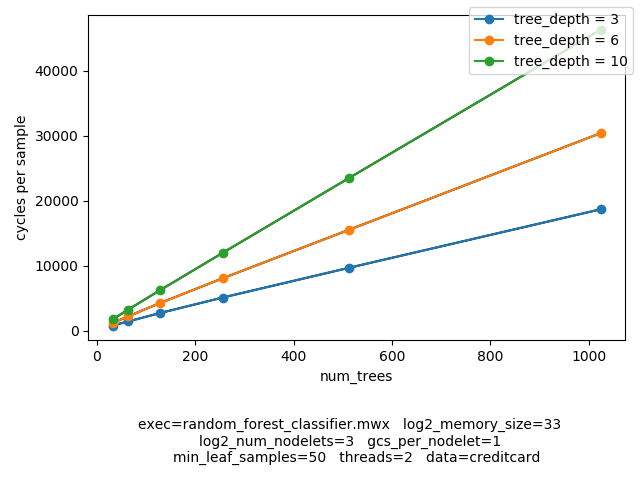 tree_depth = 3
tree_depth = 6
tree_depth = 10
40000
30000
20000
10000
0
cycles per sample
0 200 400 600 800 1000
num_trees
exec=random_forest_classifier.mwx log2_memory_size=33
log2_num_nodelets=3 gcs_per_nodelet=1
min_leaf_samples=50 threads=2 data=creditcard